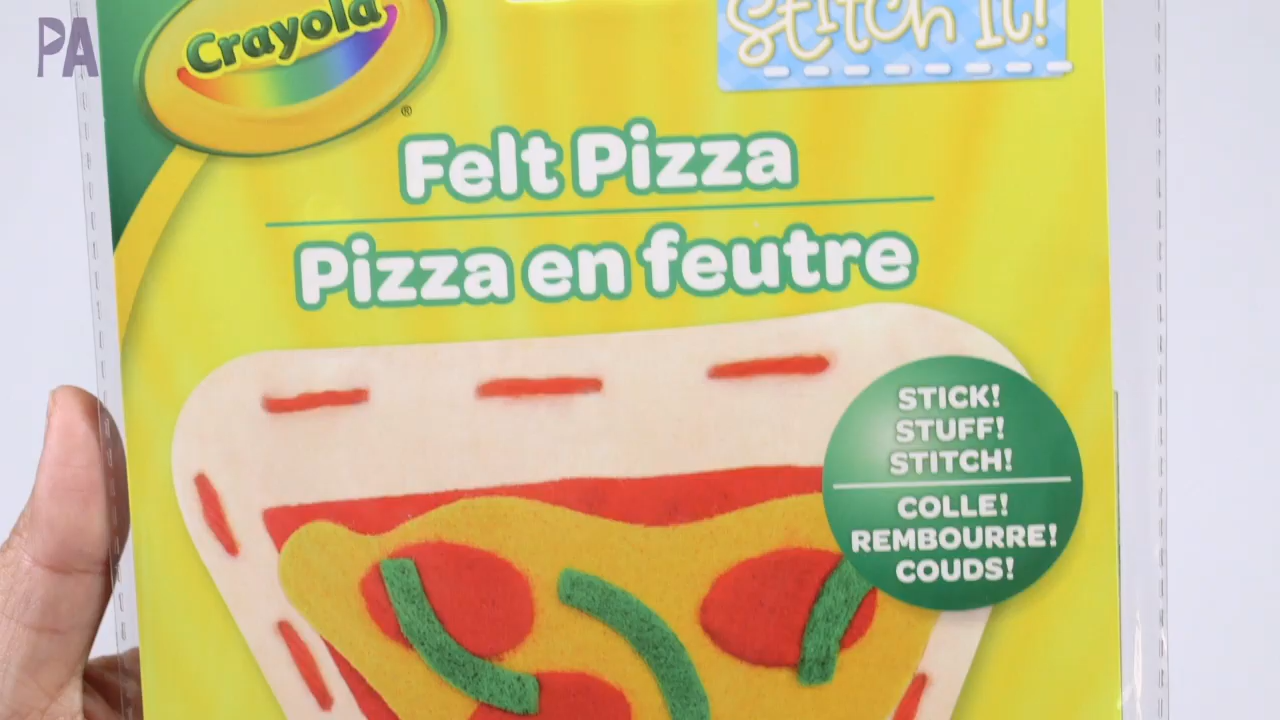 PA
Crayola
®
Stitch It!
Felt Pizza
Pizza en feutre
STICK!
STUFF!
STITCH!
COLLE!
REMBOURRE!
COUDS!